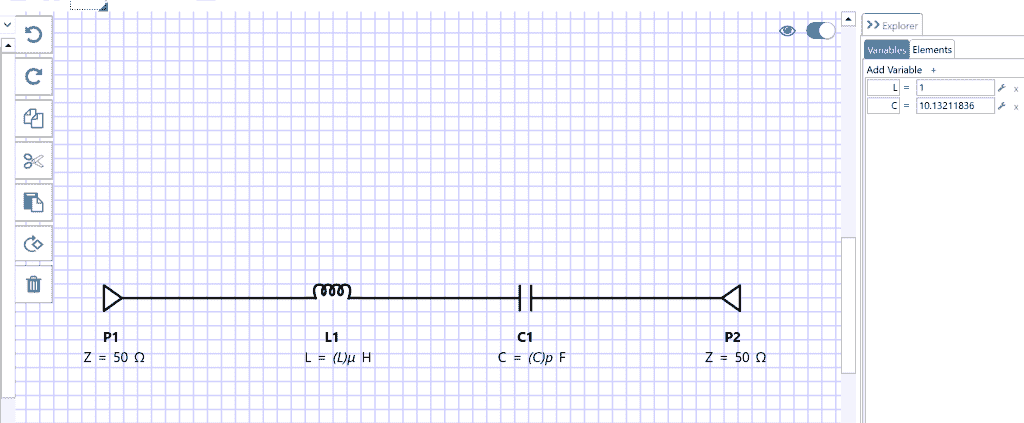 Explorer
Variables Elements
Add Variable +
L = 1 x
C = 10.13211836 x
P1 L1 C1 P2
Z = 50 Ω L = (L)μ H C = (C)p F Z = 50 Ω